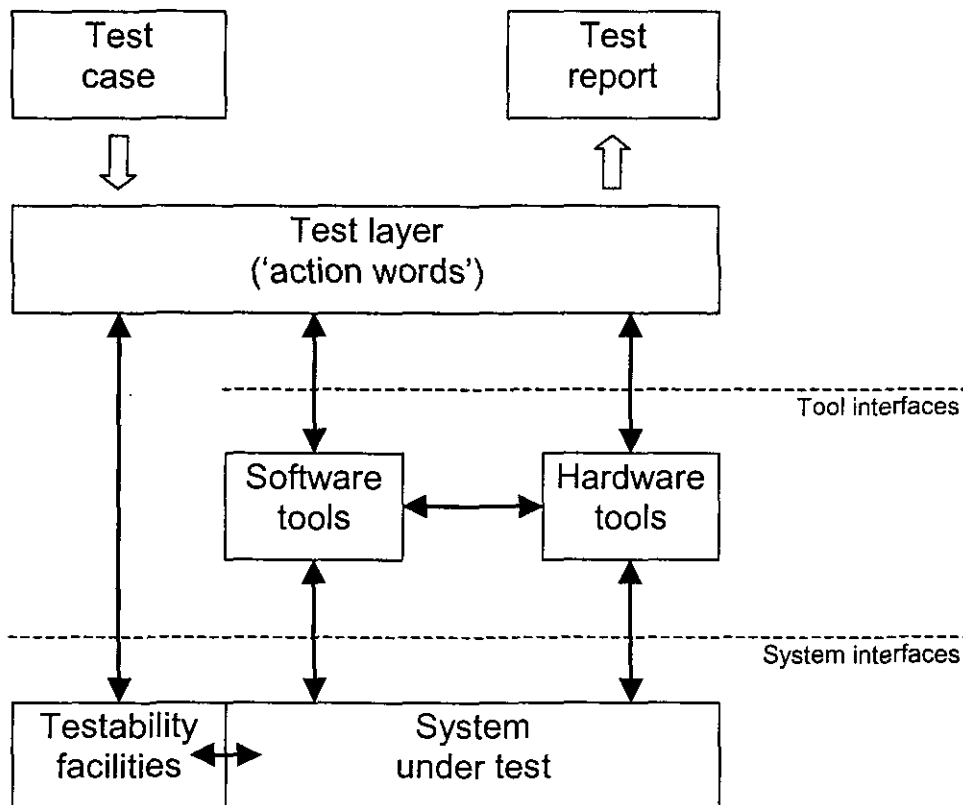 Test
case
Test
report
Test layer
(‘action words’)
Tool interfaces
Software
tools
Hardware
tools
System interfaces
Testability
facilities
System
under test